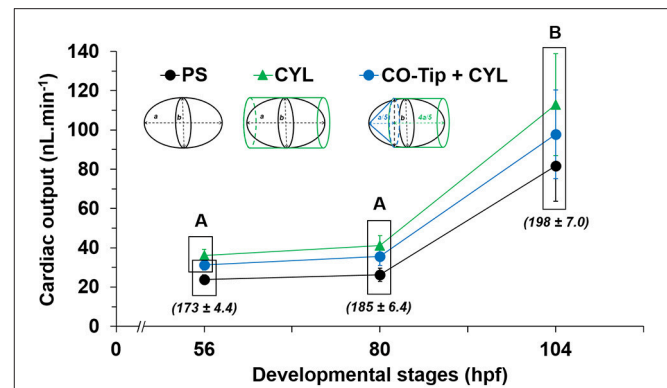 B
140
120
100
80
60
40
20
0
Cardiac output (nL.min-1)
PS
CYL
CO-Tip + CYL
a
b
a
b
a/5
b
4a/5
A
A
(198 ± 7.0)
(173 ± 4.4)
(185 ± 6.4)
0
56
80
104
Developmental stages (hpf)